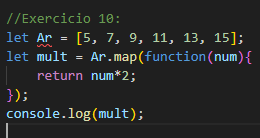 //Exercicio 10:
let Ar = [5, 7, 9, 11, 13, 15];
let mult = Ar.map(function(num){
    return num*2;
});
console.log(mult);